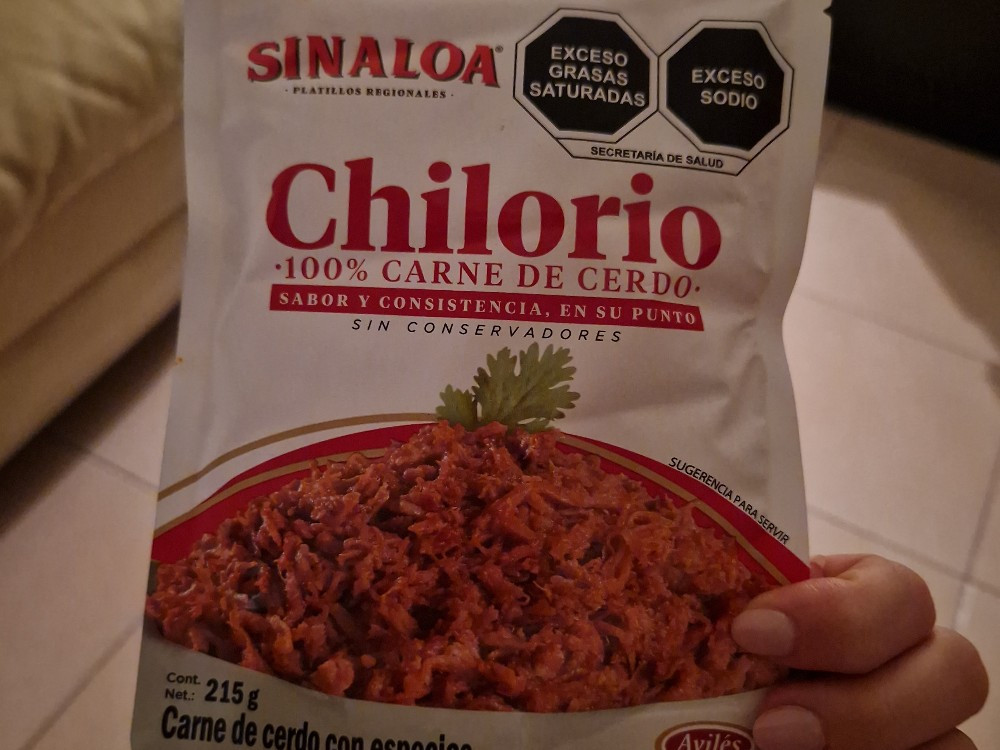 SINALOA®
· PLATILLOS REGIONALES ·
EXCESO
GRASAS
SATURADAS
EXCESO
SODIO
SECRETARÍA DE SALUD
Chilorio
·100% CARNE DE CERDO·
SABOR Y CONSISTENCIA, EN SU PUNTO
SIN CONSERVADORES
SUGERENCIA PARA SERVIR
Cont.
Net.: 215 g
Carne de cerdo con especias
Avilés